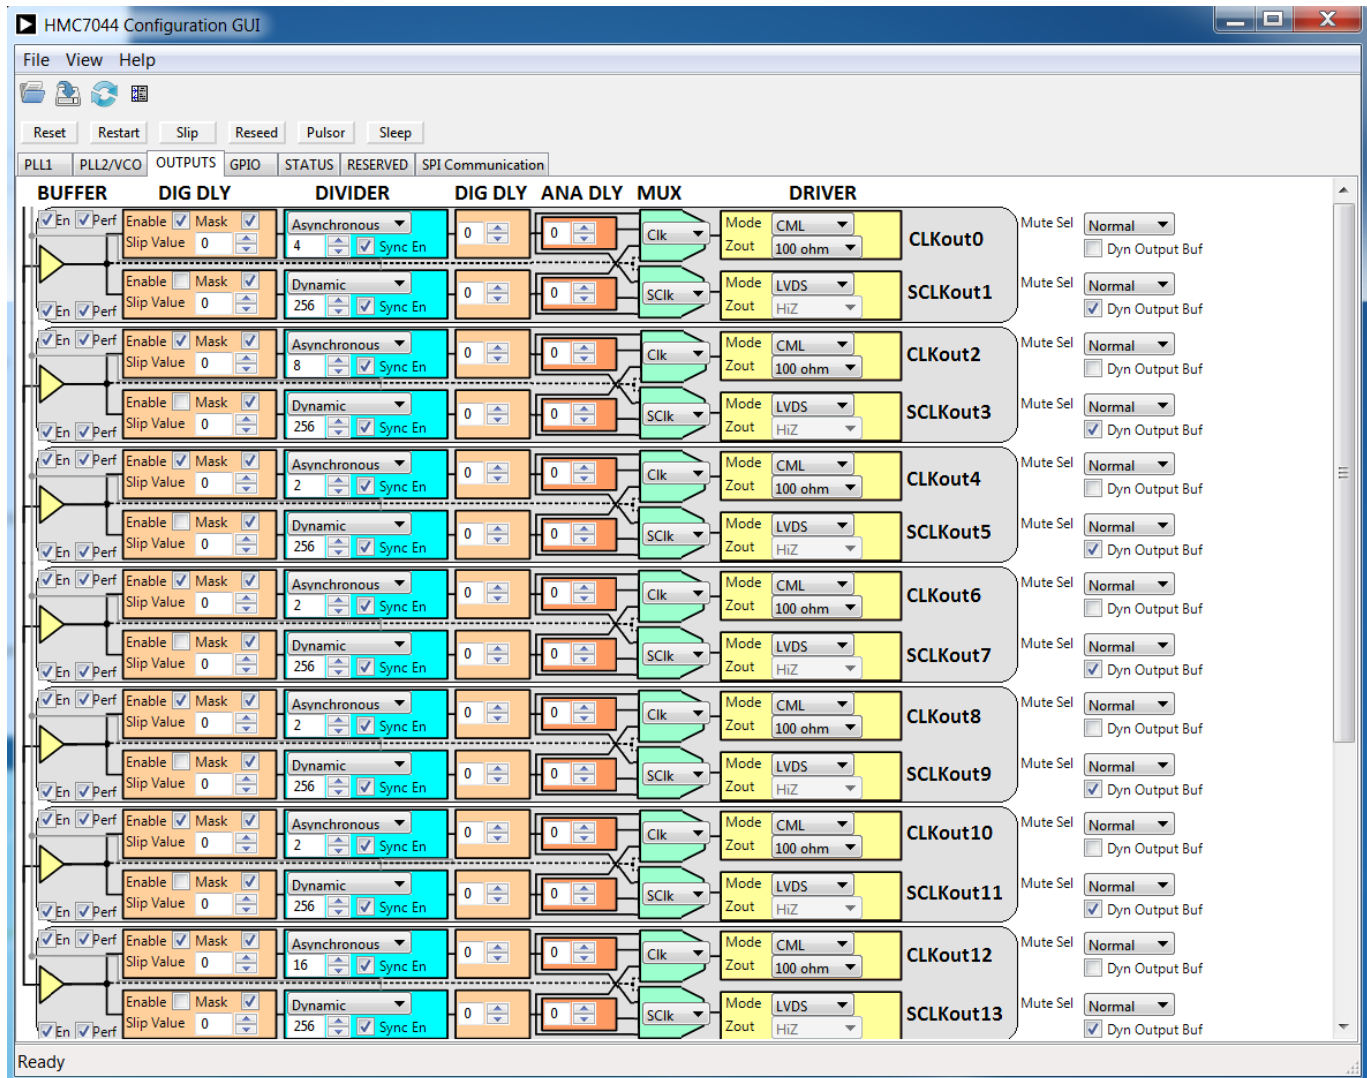 HMC7044 Configuration GUI
File View Help
Reset Restart Slip Reseed Pulsor Sleep
PLL1 PLL2/VCO OUTPUTS GPIO STATUS RESERVED SPI Communication
BUFFER DIG DLY DIVIDER DIG DLY ANA DLY MUX DRIVER
En Perf Enable Mask Asynchronous 0 0 Clk Mode CML CLKout0 Mute Sel Normal
Slip Value 0 4 Sync En Zout 100 ohm Dyn Output Buf
Enable Mask Dynamic 0 0 SClk Mode LVDS SCLKout1 Mute Sel Normal
En Perf Slip Value 0 256 Sync En Zout HiZ Dyn Output Buf
En Perf Enable Mask Asynchronous 0 0 Clk Mode CML CLKout2 Mute Sel Normal
Slip Value 0 8 Sync En Zout 100 ohm Dyn Output Buf
Enable Mask Dynamic 0 0 SClk Mode LVDS SCLKout3 Mute Sel Normal
En Perf Slip Value 0 256 Sync En Zout HiZ Dyn Output Buf
En Perf Enable Mask Asynchronous 0 0 Clk Mode CML CLKout4 Mute Sel Normal
Slip Value 0 2 Sync En Zout 100 ohm Dyn Output Buf
Enable Mask Dynamic 0 0 SClk Mode LVDS SCLKout5 Mute Sel Normal
En Perf Slip Value 0 256 Sync En Zout HiZ Dyn Output Buf
En Perf Enable Mask Asynchronous 0 0 Clk Mode CML CLKout6 Mute Sel Normal
Slip Value 0 2 Sync En Zout 100 ohm Dyn Output Buf
Enable Mask Dynamic 0 0 SClk Mode LVDS SCLKout7 Mute Sel Normal
En Perf Slip Value 0 256 Sync En Zout HiZ Dyn Output Buf
En Perf Enable Mask Asynchronous 0 0 Clk Mode CML CLKout8 Mute Sel Normal
Slip Value 0 2 Sync En Zout 100 ohm Dyn Output Buf
Enable Mask Dynamic 0 0 SClk Mode LVDS SCLKout9 Mute Sel Normal
En Perf Slip Value 0 256 Sync En Zout HiZ Dyn Output Buf
En Perf Enable Mask Asynchronous 0 0 Clk Mode CML CLKout10 Mute Sel Normal
Slip Value 0 2 Sync En Zout 100 ohm Dyn Output Buf
Enable Mask Dynamic 0 0 SClk Mode LVDS SCLKout11 Mute Sel Normal
En Perf Slip Value 0 256 Sync En Zout HiZ Dyn Output Buf
En Perf Enable Mask Asynchronous 0 0 Clk Mode CML CLKout12 Mute Sel Normal
Slip Value 0 16 Sync En Zout 100 ohm Dyn Output Buf
Enable Mask Dynamic 0 0 SClk Mode LVDS SCLKout13 Mute Sel Normal
En Perf Slip Value 0 256 Sync En Zout HiZ Dyn Output Buf
Ready